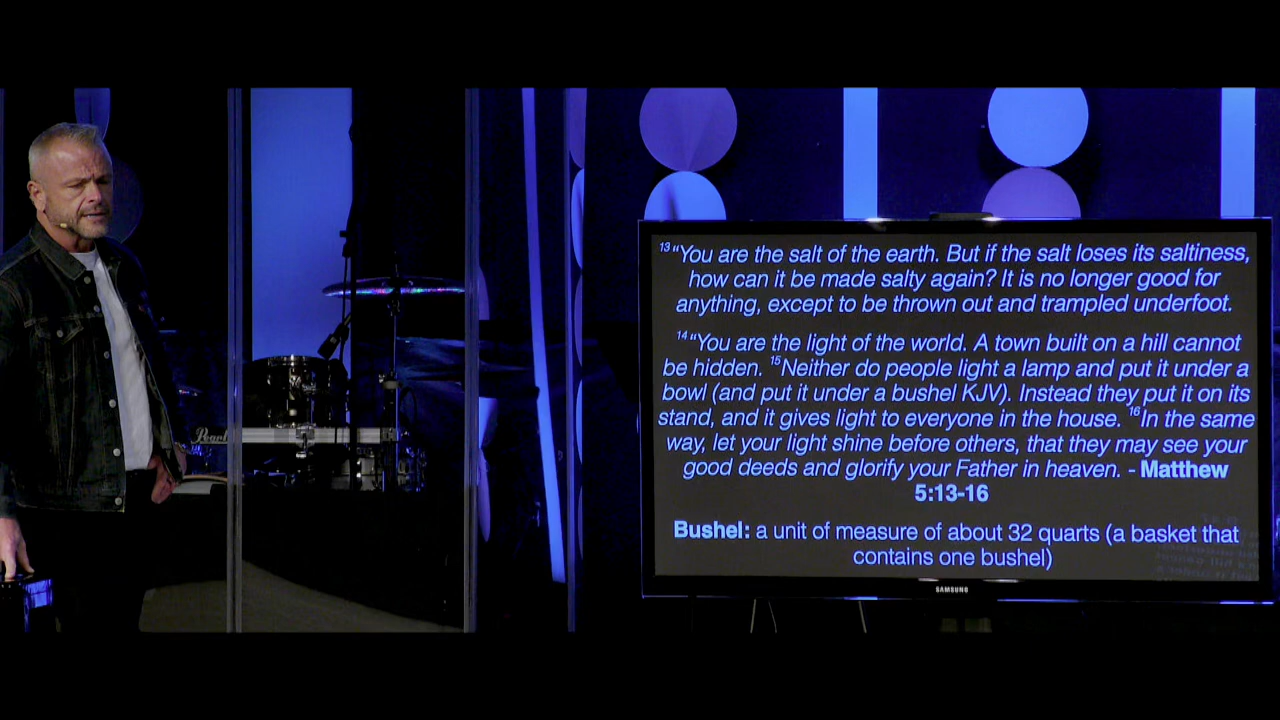 Pearl
¹³“You are the salt of the earth. But if the salt loses its saltiness,
how can it be made salty again? It is no longer good for
anything, except to be thrown out and trampled underfoot.
¹⁴“You are the light of the world. A town built on a hill cannot
be hidden. ¹⁵Neither do people light a lamp and put it under a
bowl (and put it under a bushel KJV). Instead they put it on its
stand, and it gives light to everyone in the house. ¹⁶In the same
way, let your light shine before others, that they may see your
good deeds and glorify your Father in heaven. - Matthew
5:13-16
Bushel: a unit of measure of about 32 quarts (a basket that
contains one bushel)
SAMSUNG